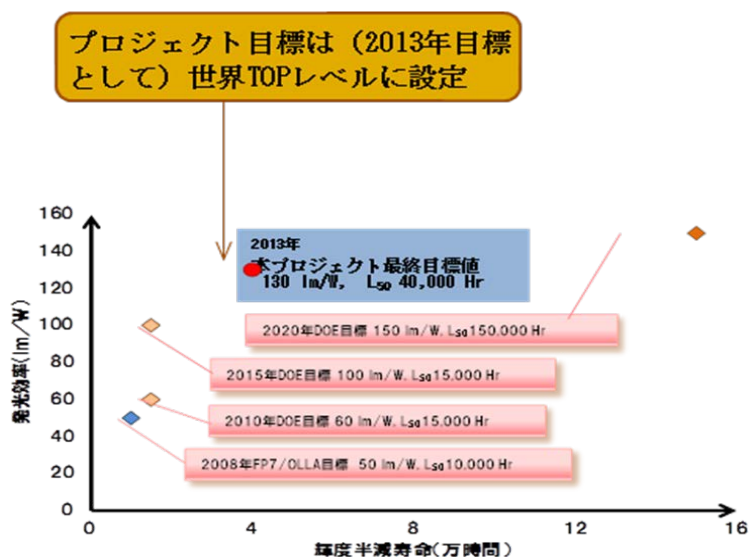 プロジェクト目標は（2013年目標
として）世界TOPレベルに設定
160
140
120
100
80
60
40
20
0
発光効率(lm/W)
2013年
本プロジェクト最終目標値
130 lm/W, L50 40,000 Hr
2020年DOE目標 150 lm/W, L50150,000 Hr
2015年DOE目標 100 lm/W, L5015,000 Hr
2010年DOE目標 60 lm/W, L5015,000 Hr
2008年FP7/OLLA目標 50 lm/W, L5010,000 Hr
0 4 8 12 16
輝度半減寿命(万時間)